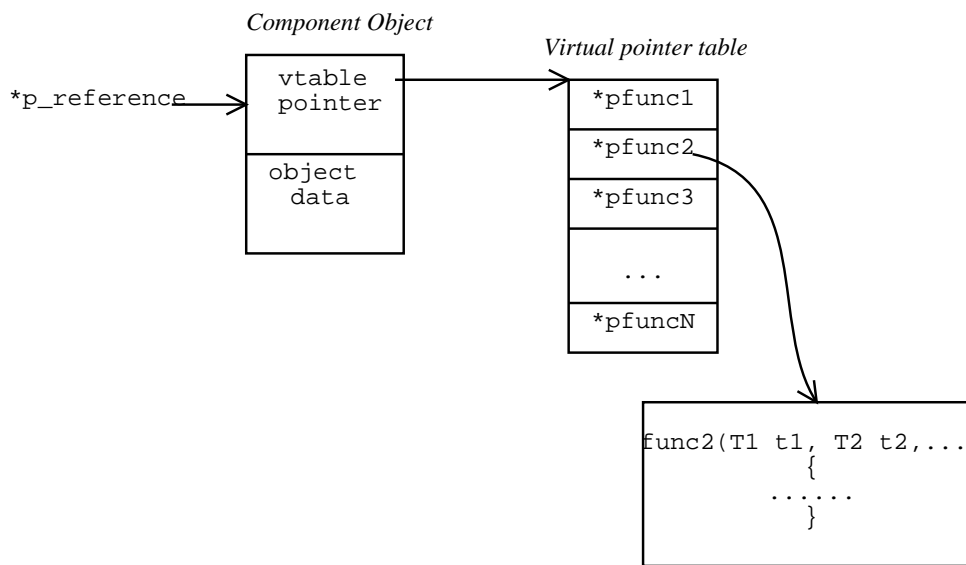 Component Object
Virtual pointer table
*p_reference
vtable
pointer
object
data
*pfunc1
*pfunc2
*pfunc3
...
*pfuncN
func2(T1 t1, T2 t2,...
{
......
}